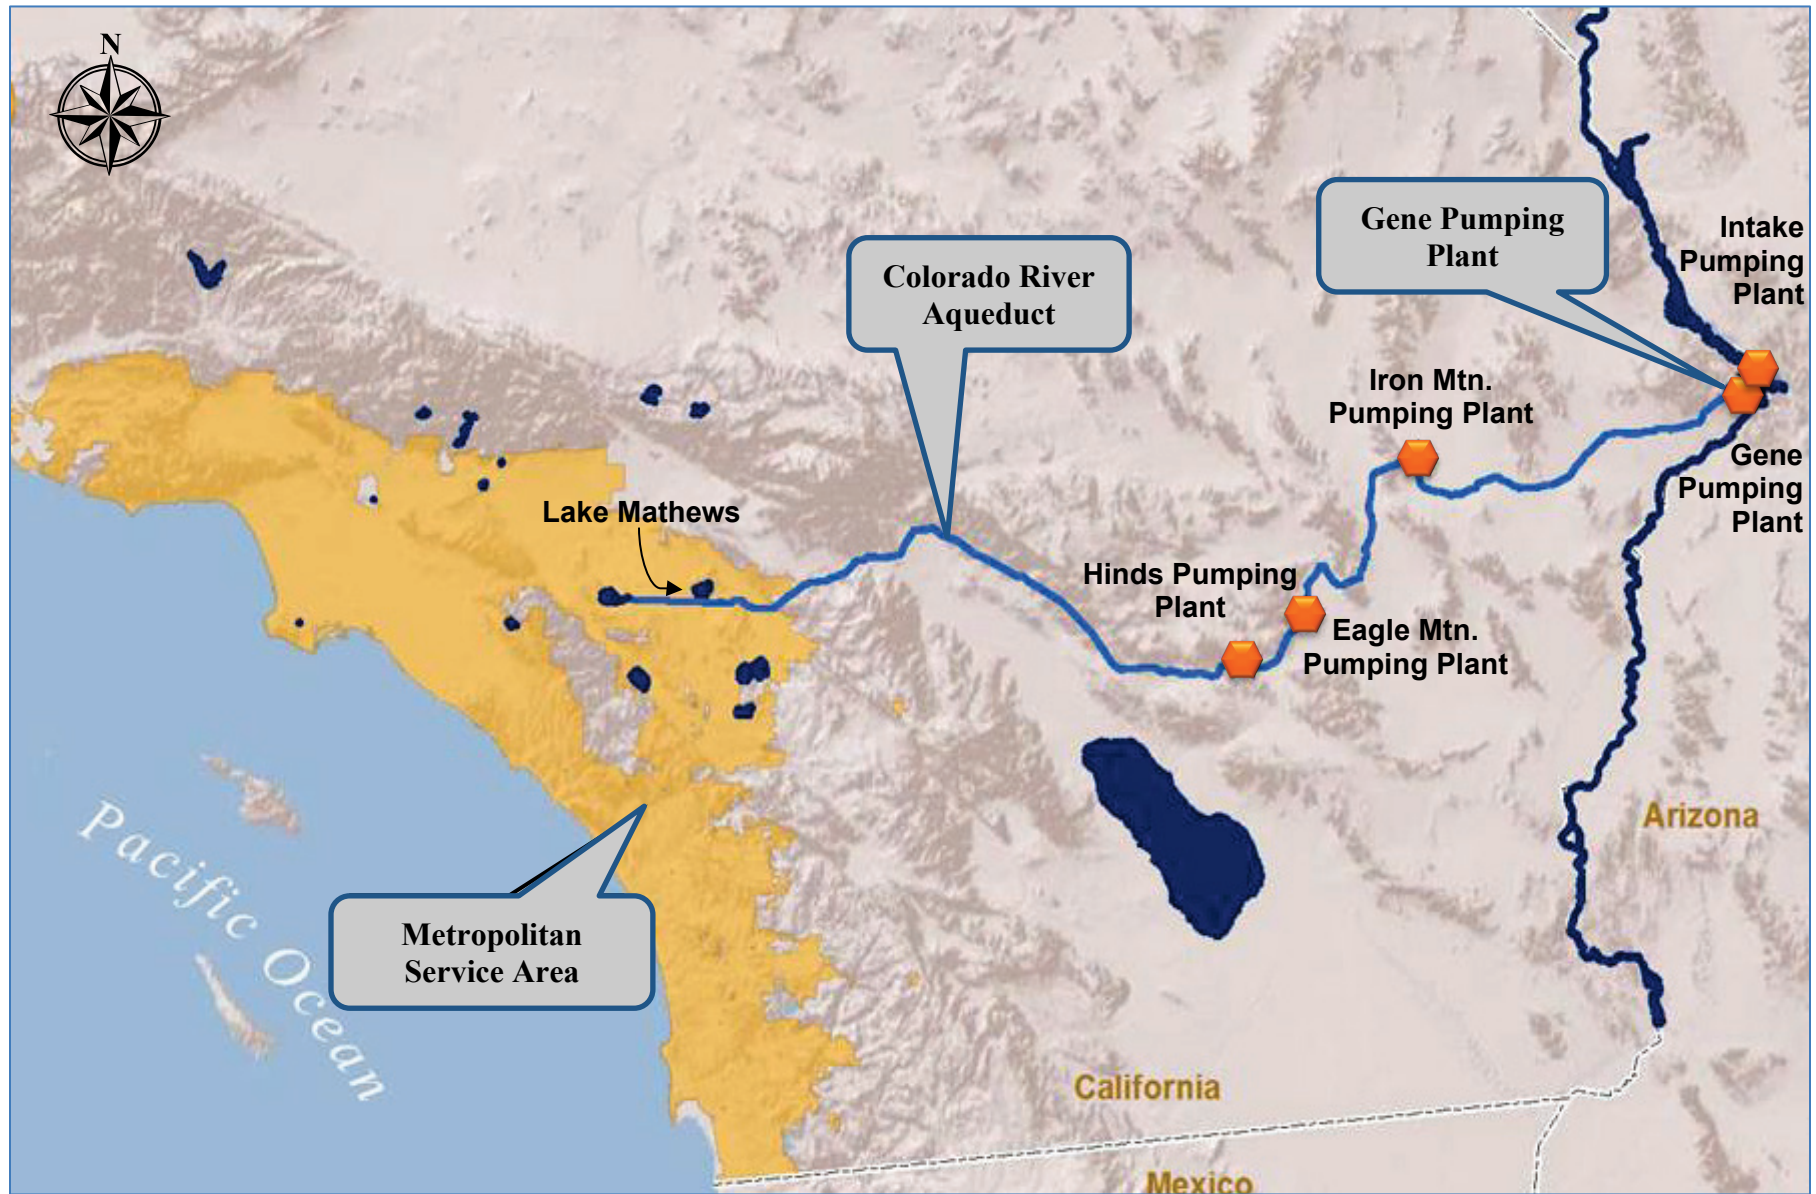 N
Gene Pumping
Plant
Intake
Pumping
Plant
Colorado River
Aqueduct
Iron Mtn.
Pumping Plant
Gene
Pumping
Plant
Lake Mathews
Hinds Pumping
Plant
Eagle Mtn.
Pumping Plant
Arizona
Pacific Ocean
Metropolitan
Service Area
California
Mexico